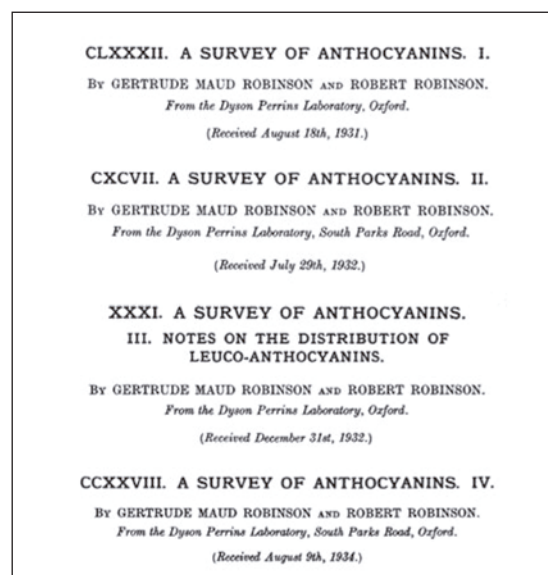 CLXXXII. A SURVEY OF ANTHOCYANINS. I.
BY GERTRUDE MAUD ROBINSON AND ROBERT ROBINSON.
From the Dyson Perrins Laboratory, Oxford.
(Received August 18th, 1931.)
CXCVII. A SURVEY OF ANTHOCYANINS. II.
BY GERTRUDE MAUD ROBINSON AND ROBERT ROBINSON.
From the Dyson Perrins Laboratory, South Parks Road, Oxford.
(Received July 29th, 1932.)
XXXI. A SURVEY OF ANTHOCYANINS.
III. NOTES ON THE DISTRIBUTION OF
LEUCO-ANTHOCYANINS.
BY GERTRUDE MAUD ROBINSON AND ROBERT ROBINSON.
From the Dyson Perrins Laboratory, Oxford.
(Received December 31st, 1932.)
CCXXVIII. A SURVEY OF ANTHOCYANINS. IV.
BY GERTRUDE MAUD ROBINSON AND ROBERT ROBINSON.
From the Dyson Perrins Laboratory, South Parks Road, Oxford.
(Received August 9th, 1934.)